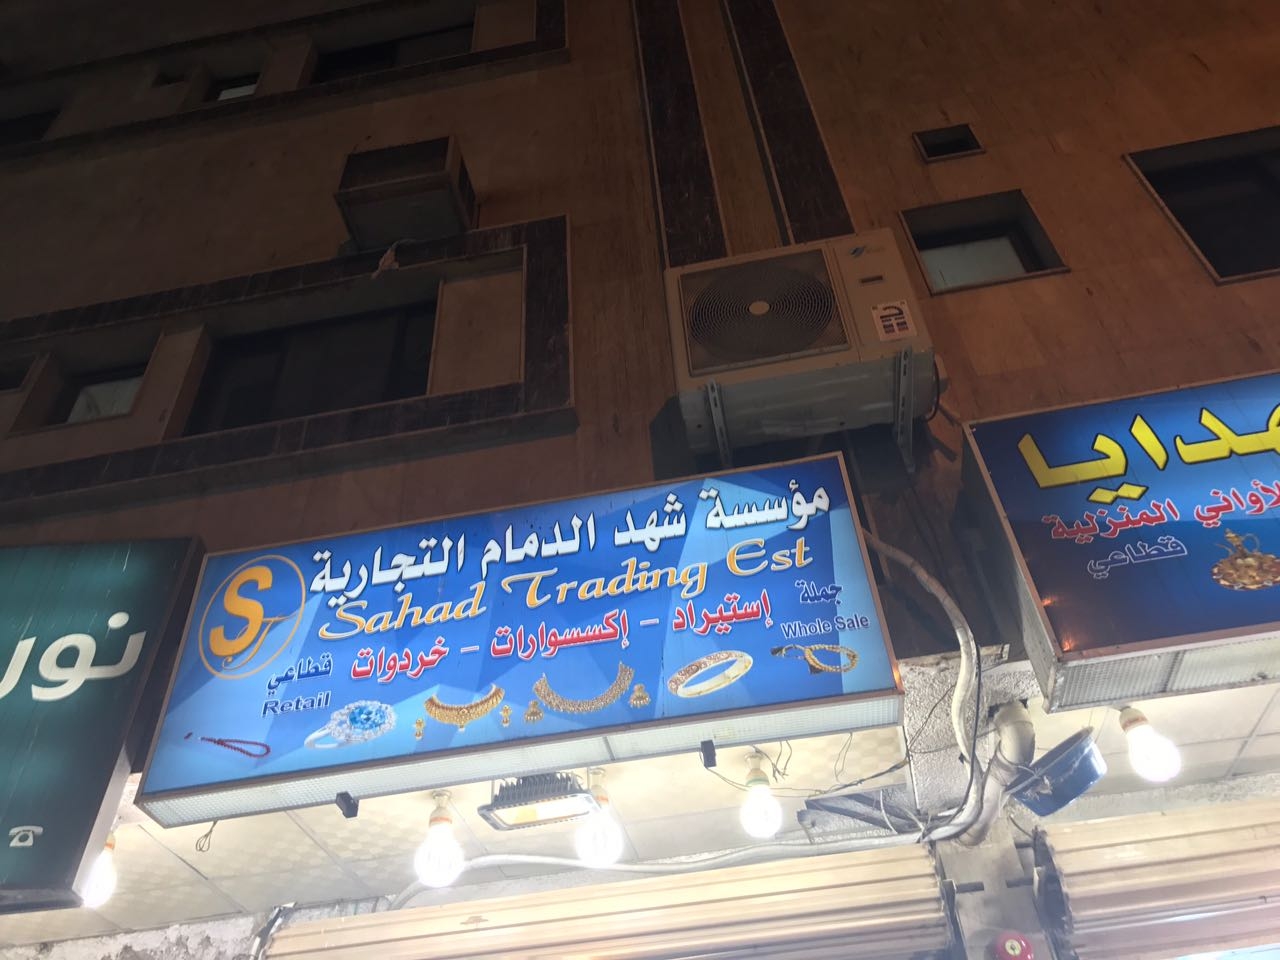 مؤسسة شهد الدمام التجارية
Sahad Trading Est
جملة
إستيراد - إكسسوارات - خردوات
قطاعي
Whole Sale
Retail
S
نور
الأواني المنزلية
قطاعي